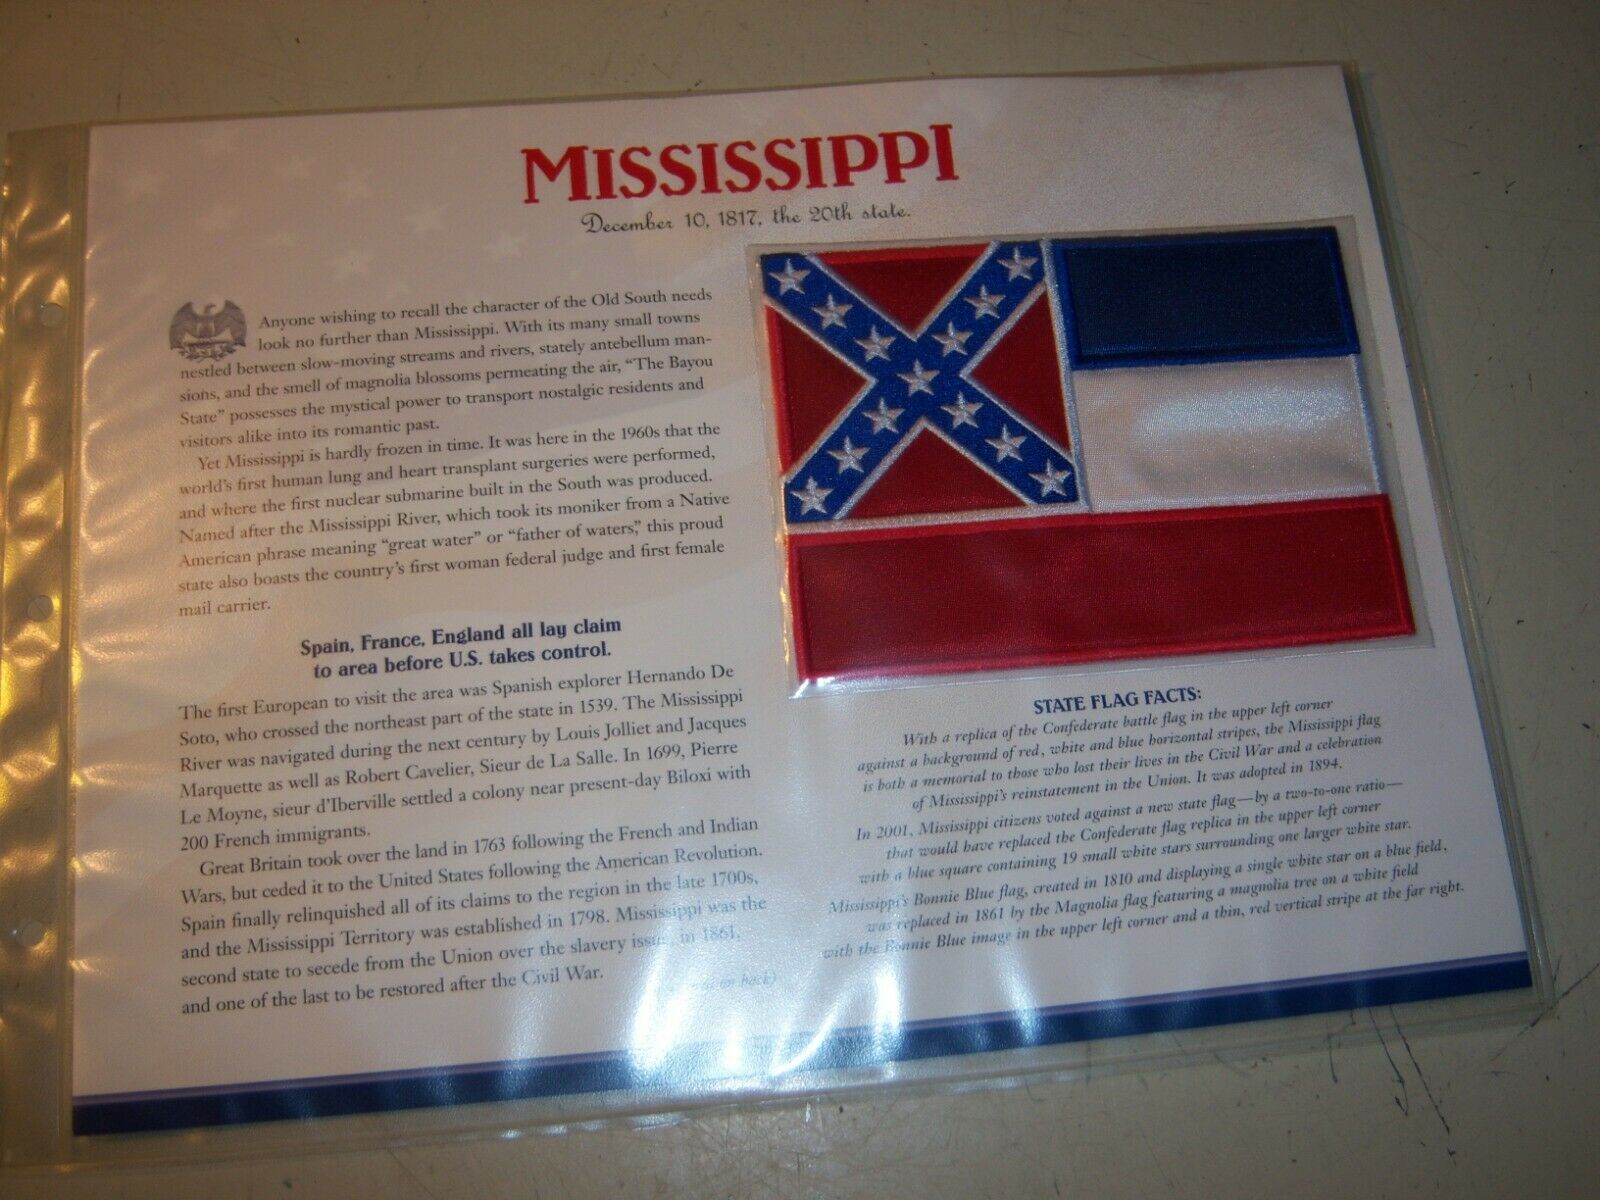 MISSISSIPPI
December 10, 1817, the 20th state.
Anyone wishing to recall the character of the Old South needs
look no further than Mississippi. With its many small towns
nestled between slow-moving streams and rivers, stately antebellum man-
sions, and the smell of magnolia blossoms permeating the air, “The Bayou
State” possesses the mystical power to transport nostalgic residents and
visitors alike into its romantic past.
Yet Mississippi is hardly frozen in time. It was here in the 1960s that the
world’s first human lung and heart transplant surgeries were performed,
and where the first nuclear submarine built in the South was produced.
Named after the Mississippi River, which took its moniker from a Native
American phrase meaning “great water” or “father of waters,” this proud
state also boasts the country’s first woman federal judge and first female
mail carrier.
Spain, France, England all lay claim
to area before U.S. takes control.
The first European to visit the area was Spanish explorer Hernando De
Soto, who crossed the northeast part of the state in 1539. The Mississippi
River was navigated during the next century by Louis Jolliet and Jacques
Marquette as well as Robert Cavelier, Sieur de La Salle. In 1699, Pierre
Le Moyne, sieur d’Iberville settled a colony near present-day Biloxi with
200 French immigrants.
Great Britain took over the land in 1763 following the French and Indian
Wars, but ceded it to the United States following the American Revolution.
Spain finally relinquished all of its claims to the region in the late 1700s,
and the Mississippi Territory was established in 1798. Mississippi was the
second state to secede from the Union over the slavery issue, in 1861,
and one of the last to be restored after the Civil War.
on back)
STATE FLAG FACTS:
With a replica of the Confederate battle flag in the upper left corner
against a background of red, white and blue horizontal stripes, the Mississippi flag
is both a memorial to those who lost their lives in the Civil War and a celebration
of Mississippi’s reinstatement in the Union. It was adopted in 1894.
In 2001, Mississippi citizens voted against a new state flag—by a two-to-one ratio—
that would have replaced the Confederate flag replica in the upper left corner
with a blue square containing 19 small white stars surrounding one larger white star.
Mississippi’s Bonnie Blue flag, created in 1810 and displaying a single white star on a blue field,
was replaced in 1861 by the Magnolia flag featuring a magnolia tree on a white field
with the Bonnie Blue image in the upper left corner and a thin, red vertical stripe at the far right.